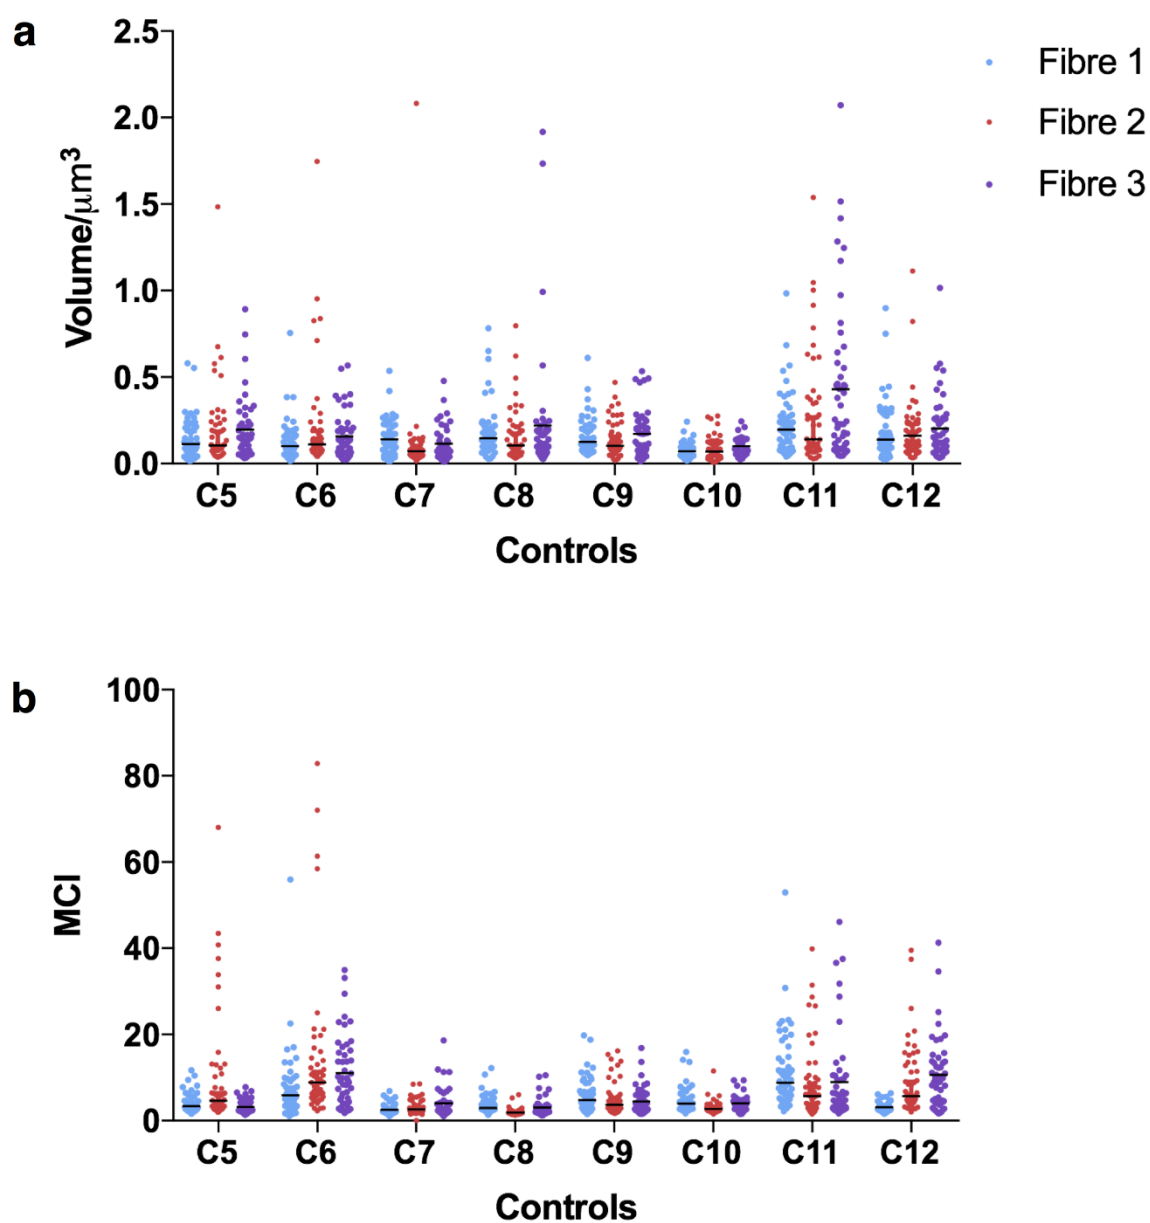 a
2.5
2.0
1.5
1.0
0.5
0.0
Volume/μm³
C5 C6 C7 C8 C9 C10 C11 C12
Controls
Fibre 1
Fibre 2
Fibre 3
b
100
80
60
40
20
0
MCI
C5 C6 C7 C8 C9 C10 C11 C12
Controls